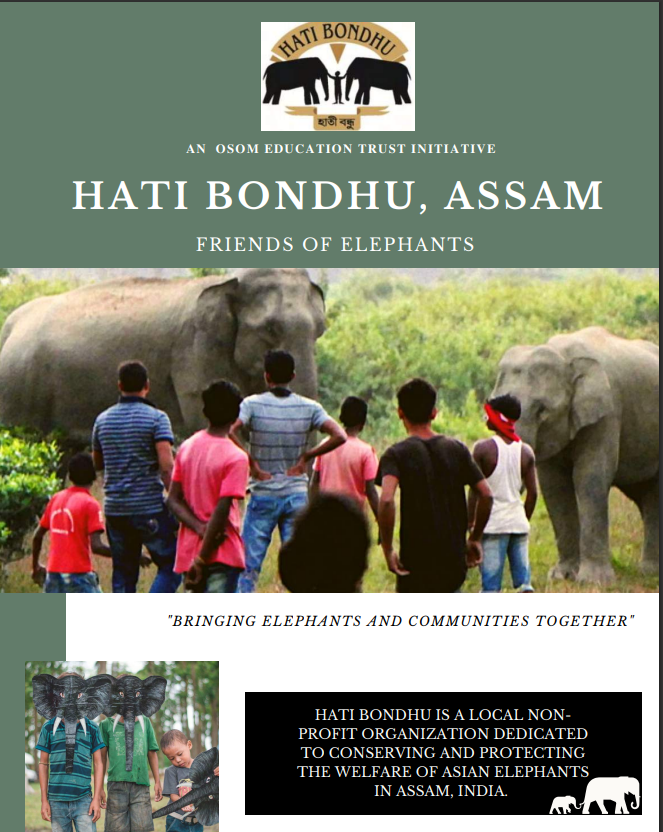 HATI BONDHU
হাতী বন্ধু
AN OSOM EDUCATION TRUST INITIATIVE
HATI BONDHU, ASSAM
FRIENDS OF ELEPHANTS
"BRINGING ELEPHANTS AND COMMUNITIES TOGETHER"
HATI BONDHU IS A LOCAL NON-
PROFIT ORGANIZATION DEDICATED
TO CONSERVING AND PROTECTING
THE WELFARE OF ASIAN ELEPHANTS
IN ASSAM, INDIA.